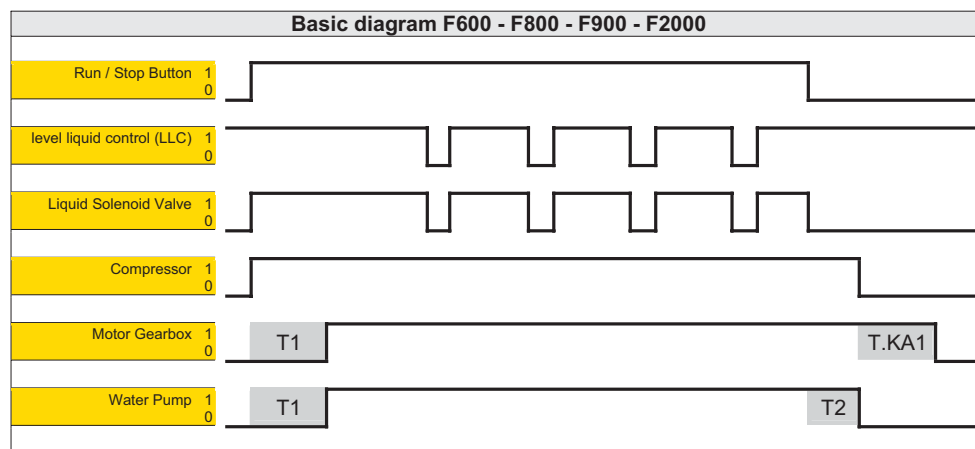 Basic diagram F600 - F800 - F900 - F2000
Run / Stop Button 1
0
level liquid control (LLC) 1
0
Liquid Solenoid Valve 1
0
Compressor 1
0
Motor Gearbox 1
0
T1
T.KA1
Water Pump 1
0
T1
T2